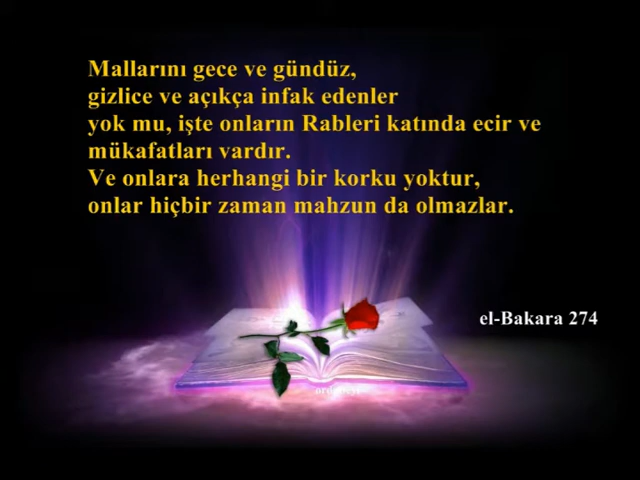 Mallarını gece ve gündüz,
gizlice ve açıkça infak edenler
yok mu, işte onların Rableri katında ecir ve
mükafatları vardır.
Ve onlara herhangi bir korku yoktur,
onlar hiçbir zaman mahzun da olmazlar.
el-Bakara 274